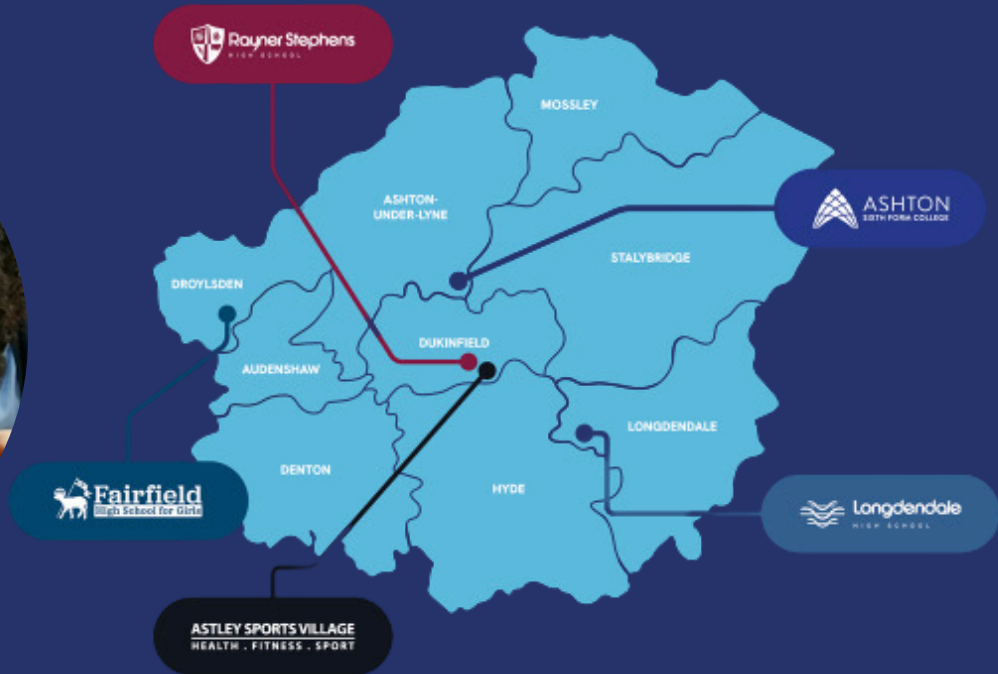 Rayner Stephens
HIGH SCHOOL
MOSSLEY
ASHTON-
UNDER-LYNE
ASHTON
SIXTH FORM COLLEGE
STALYBRIDGE
DROYLSDEN
DUKINFIELD
AUDENSHAW
LONGDENDALE
DENTON
HYDE
Fairfield
High School for Girls
Longdendale
HIGH SCHOOL
ASTLEY SPORTS VILLAGE
HEALTH . FITNESS . SPORT